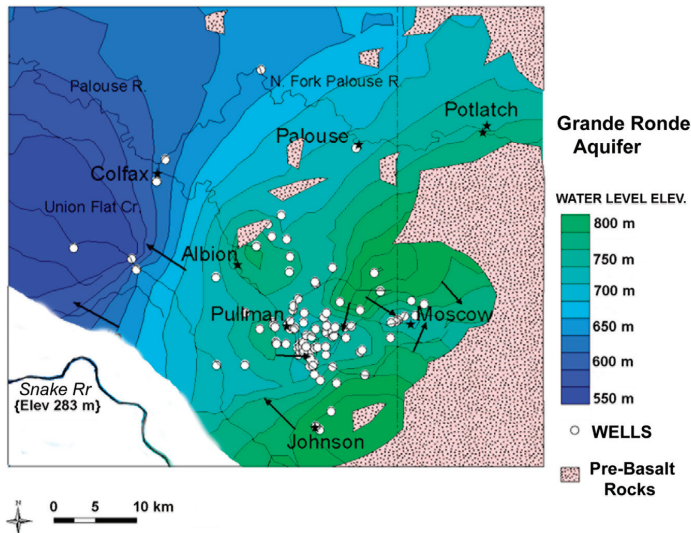 Palouse R.
N. Fork Palouse R.
Potlatch
Palouse
Colfax
Union Flat Cr.
Albion
Pullman
Moscow
Snake Rr
{Elev 283 m}
Johnson
Grande Ronde
Aquifer
WATER LEVEL ELEV.
800 m
750 m
700 m
650 m
600 m
550 m
WELLS
Pre-Basalt
Rocks
N
0 5 10 km